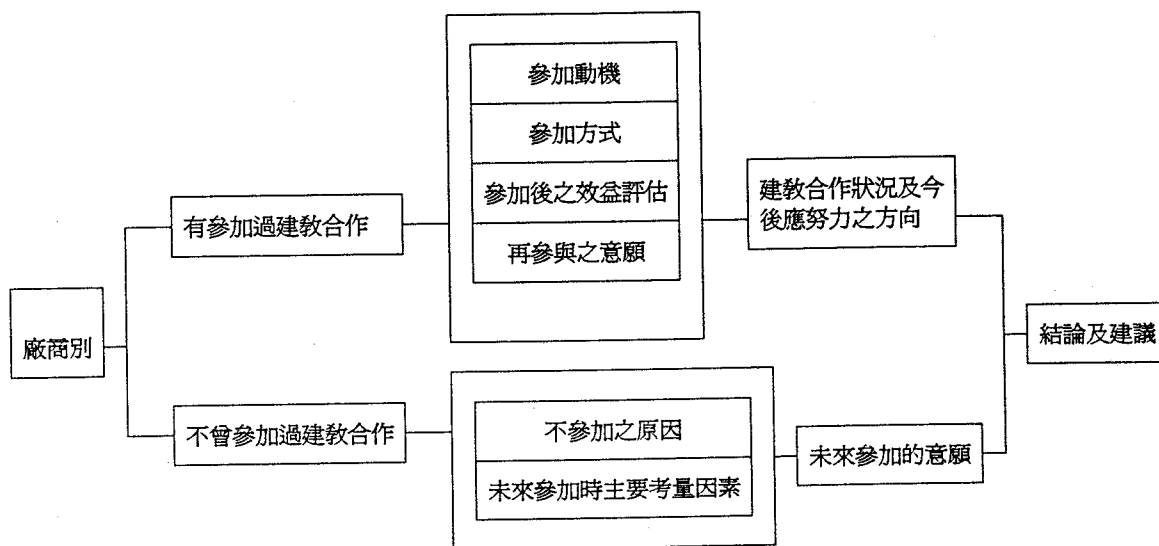 參加動機
參加方式
參加後之效益評估
再參與之意願
有參加過建教合作
建教合作狀況及今
後應努力之方向
廠商別
結論及建議
不曾參加過建教合作
不參加之原因
未來參加時主要考量因素
未來參加的意願